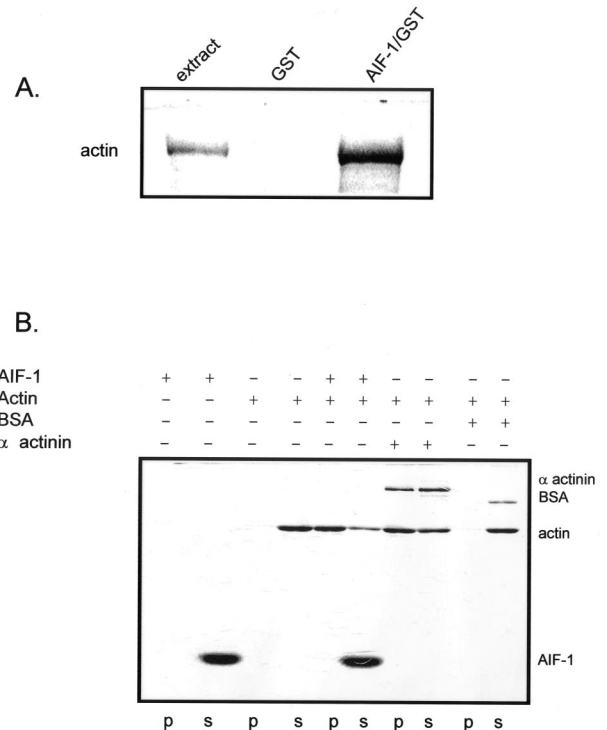 A.
extract GST AIF-1/GST
actin
B.
AIF-1 + + – – + + – – – –
Actin – – + + + + + + + +
BSA – – – – – – – – + +
α actinin – – – – – – + + – –
α actinin
BSA
actin
AIF-1
p s p s p s p s p s